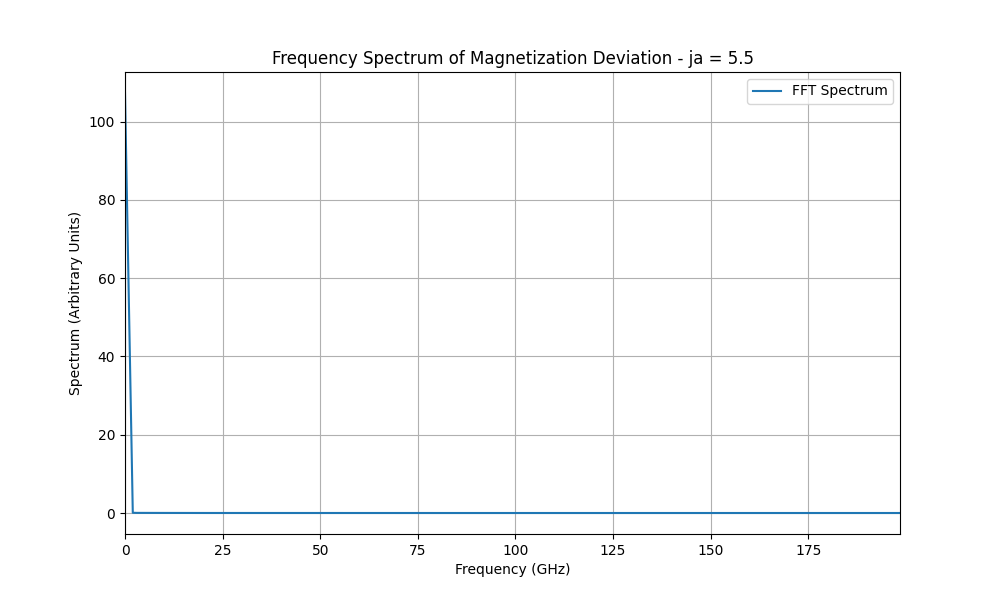 Frequency Spectrum of Magnetization Deviation - ja = 5.5
FFT Spectrum
100
80
60
40
20
0
Spectrum (Arbitrary Units)
0 25 50 75 100 125 150 175
Frequency (GHz)